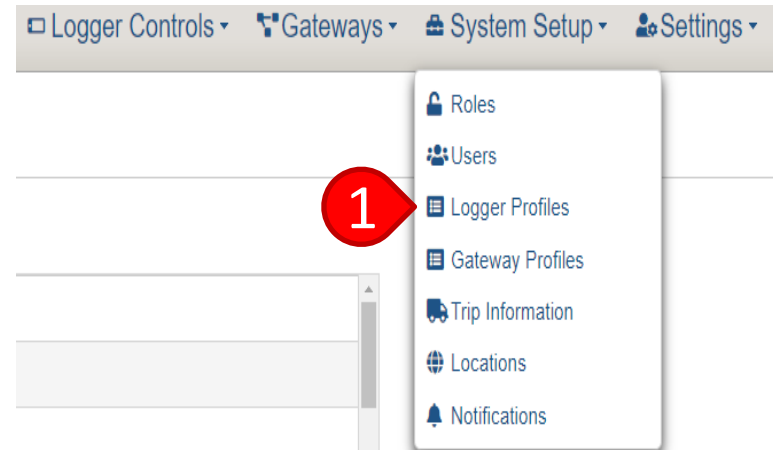 Logger Controls Gateways System Setup Settings
Roles
Users
1
Logger Profiles
Gateway Profiles
Trip Information
Locations
Notifications